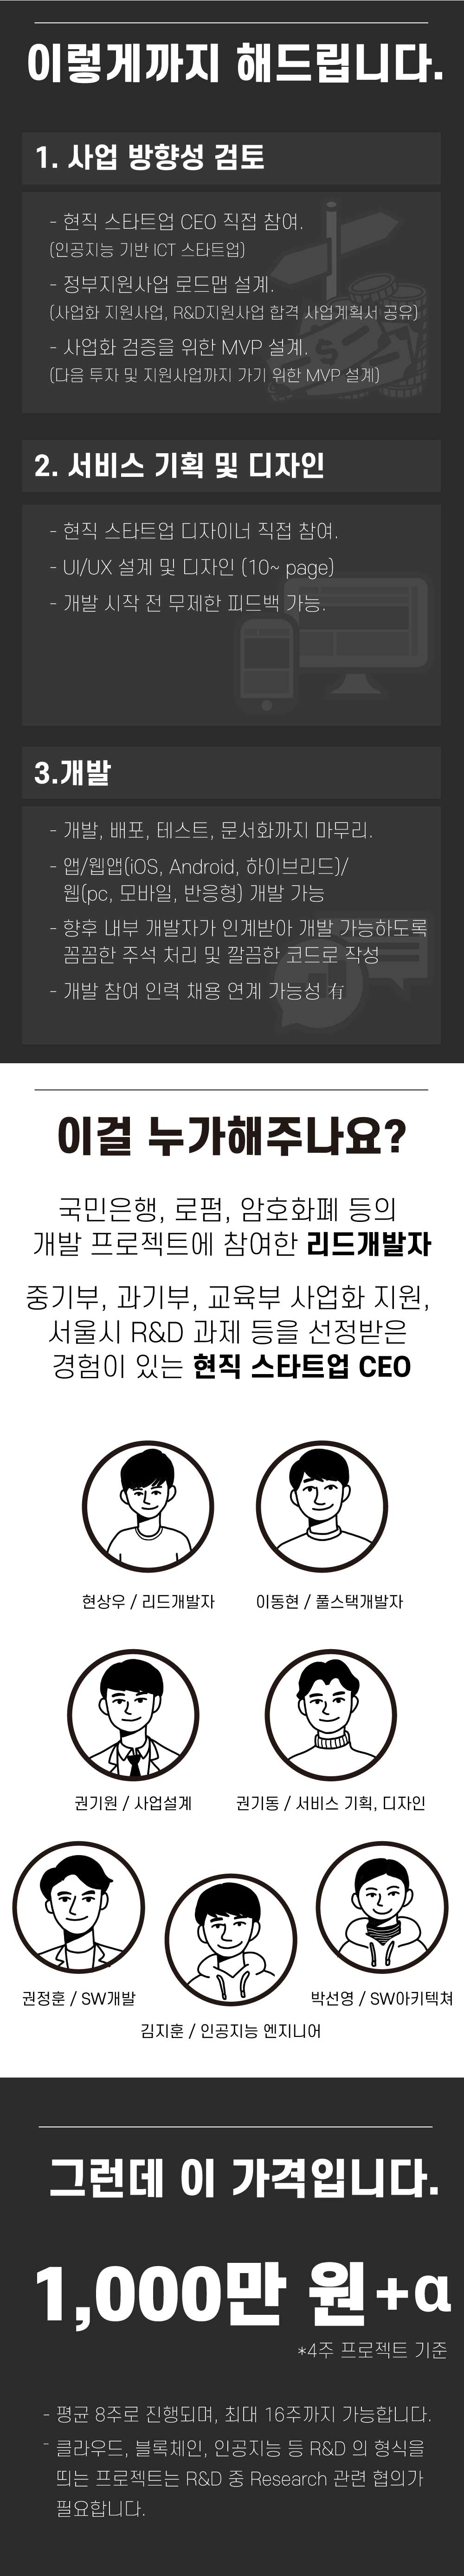 이렇게까지 해드립니다.
1. 사업 방향성 검토
- 현직 스타트업 CEO 직접 참여.
(인공지능 기반 ICT 스타트업)
- 정부지원사업 로드맵 설계.
(사업화 지원사업, R&D지원사업 합격 사업계획서 공유)
- 사업화 검증을 위한 MVP 설계.
(다음 투자 및 지원사업까지 가기 위한 MVP 설계)
2. 서비스 기획 및 디자인
- 현직 스타트업 디자이너 직접 참여.
- UI/UX 설계 및 디자인 (10~ page)
- 개발 시작 전 무제한 피드백 가능.
3.개발
- 개발, 배포, 테스트, 문서화까지 마무리.
- 앱/웹앱(iOS, Android, 하이브리드)/
웹(pc, 모바일, 반응형) 개발 가능
- 향후 내부 개발자가 인계받아 개발 가능하도록
꼼꼼한 주석 처리 및 깔끔한 코드로 작성
- 개발 참여 인력 채용 연계 가능성 有
이걸 누가해주나요?
국민은행, 로펌, 암호화폐 등의
개발 프로젝트에 참여한 리드개발자
중기부, 과기부, 교육부 사업화 지원,
서울시 R&D 과제 등을 선정받은
경험이 있는 현직 스타트업 CEO
현상우 / 리드개발자
이동현 / 풀스택개발자
권기원 / 사업설계
권기동 / 서비스 기획, 디자인
권정훈 / SW개발
박선영 / SW아키텍쳐
김지훈 / 인공지능 엔지니어
그런데 이 가격입니다.
1,000만 원+α
*4주 프로젝트 기준
- 평균 8주로 진행되며, 최대 16주까지 가능합니다.
- 클라우드, 블록체인, 인공지능 등 R&D 의 형식을
띄는 프로젝트는 R&D 중 Research 관련 협의가
필요합니다.